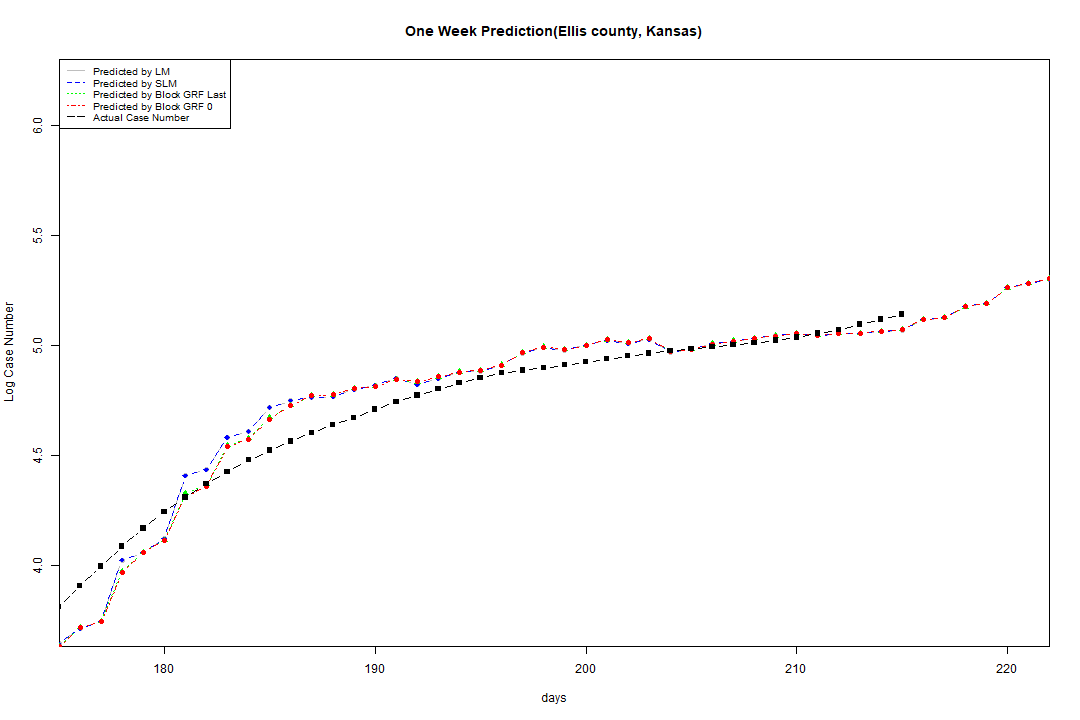 One Week Prediction(Ellis county, Kansas)
Predicted by LM
Predicted by SLM
Predicted by Block GRF Last
Predicted by Block GRF 0
Actual Case Number
6.0
5.5
5.0
4.5
4.0
Log Case Number
180 190 200 210 220
days